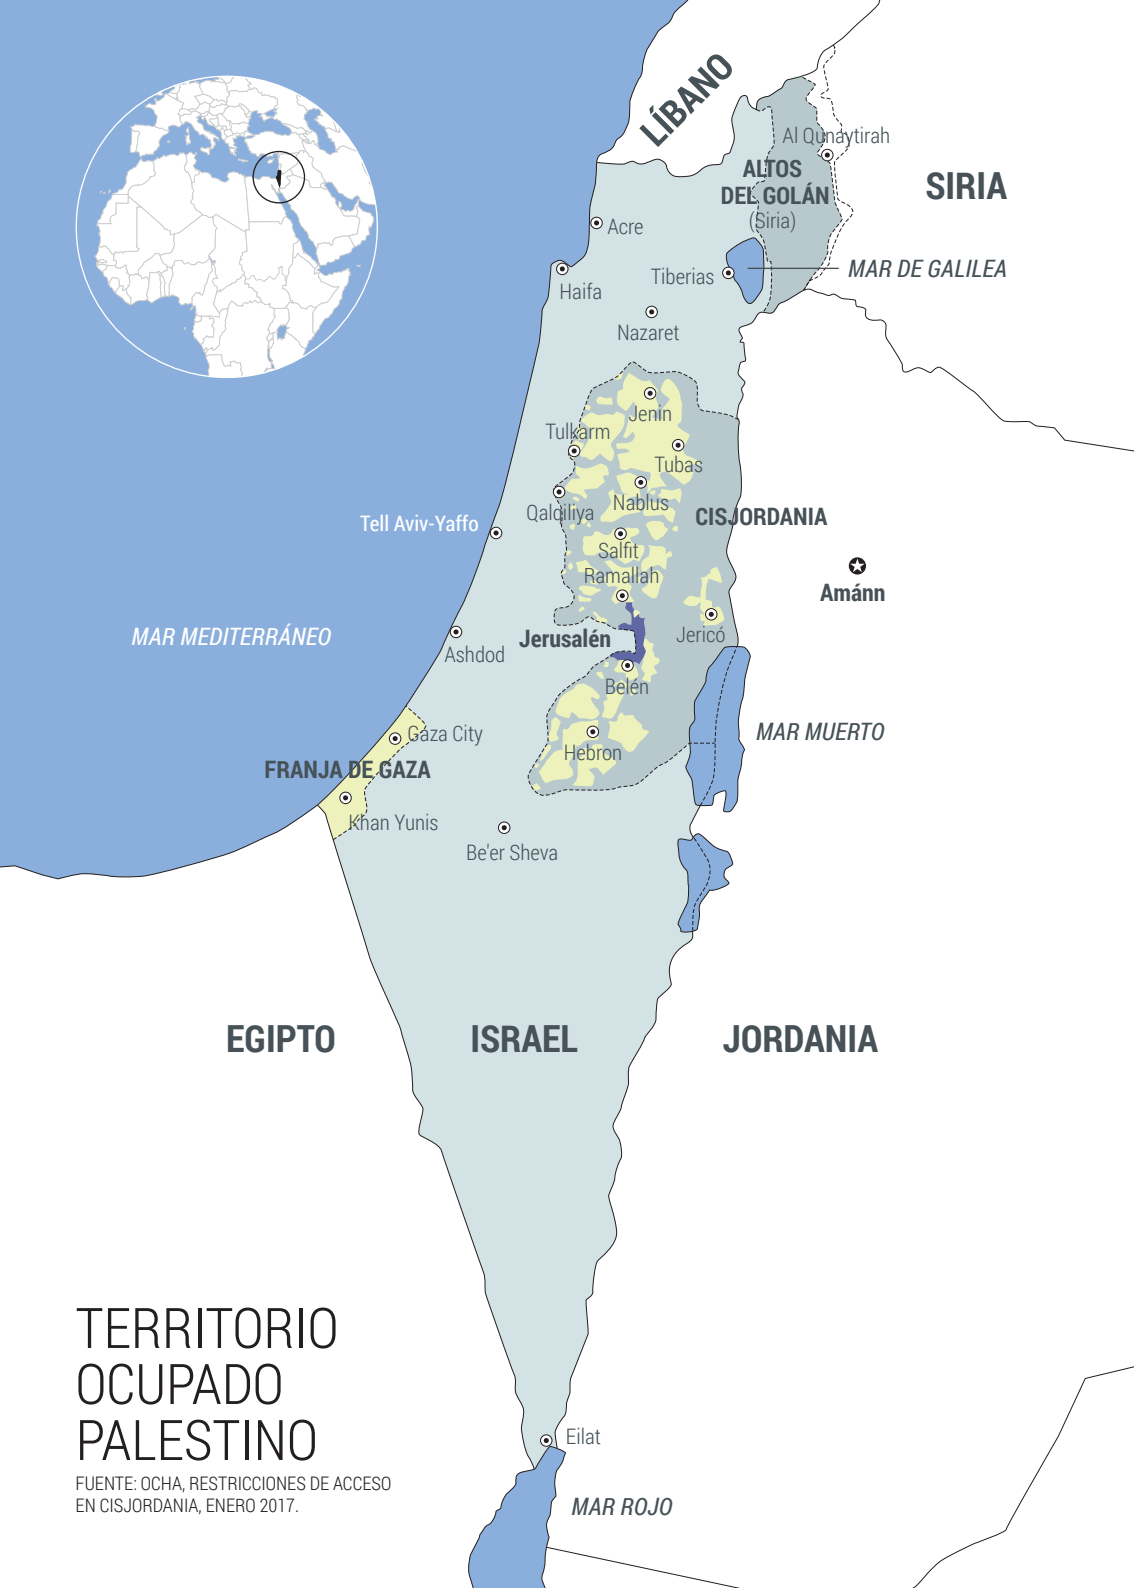 LÍBANO
Al Qunaytirah
ALTOS
DEL GOLÁN
(Siria)
SIRIA
Acre
MAR DE GALILEA
Tiberias
Haifa
Nazaret
Jenin
Tulkarm
Tubas
Nablus
Qalqiliya
CISJORDANIA
Tell Aviv-Yaffo
Salfit
Ramallah
Amánn
MAR MEDITERRÁNEO
Jerusalén
Jericó
Ashdod
Belén
Gaza City
MAR MUERTO
Hebron
FRANJA DE GAZA
Khan Yunis
Be'er Sheva
EGIPTO
ISRAEL
JORDANIA
TERRITORIO
OCUPADO
PALESTINO
Eilat
FUENTE: OCHA, RESTRICCIONES DE ACCESO
EN CISJORDANIA, ENERO 2017.
MAR ROJO